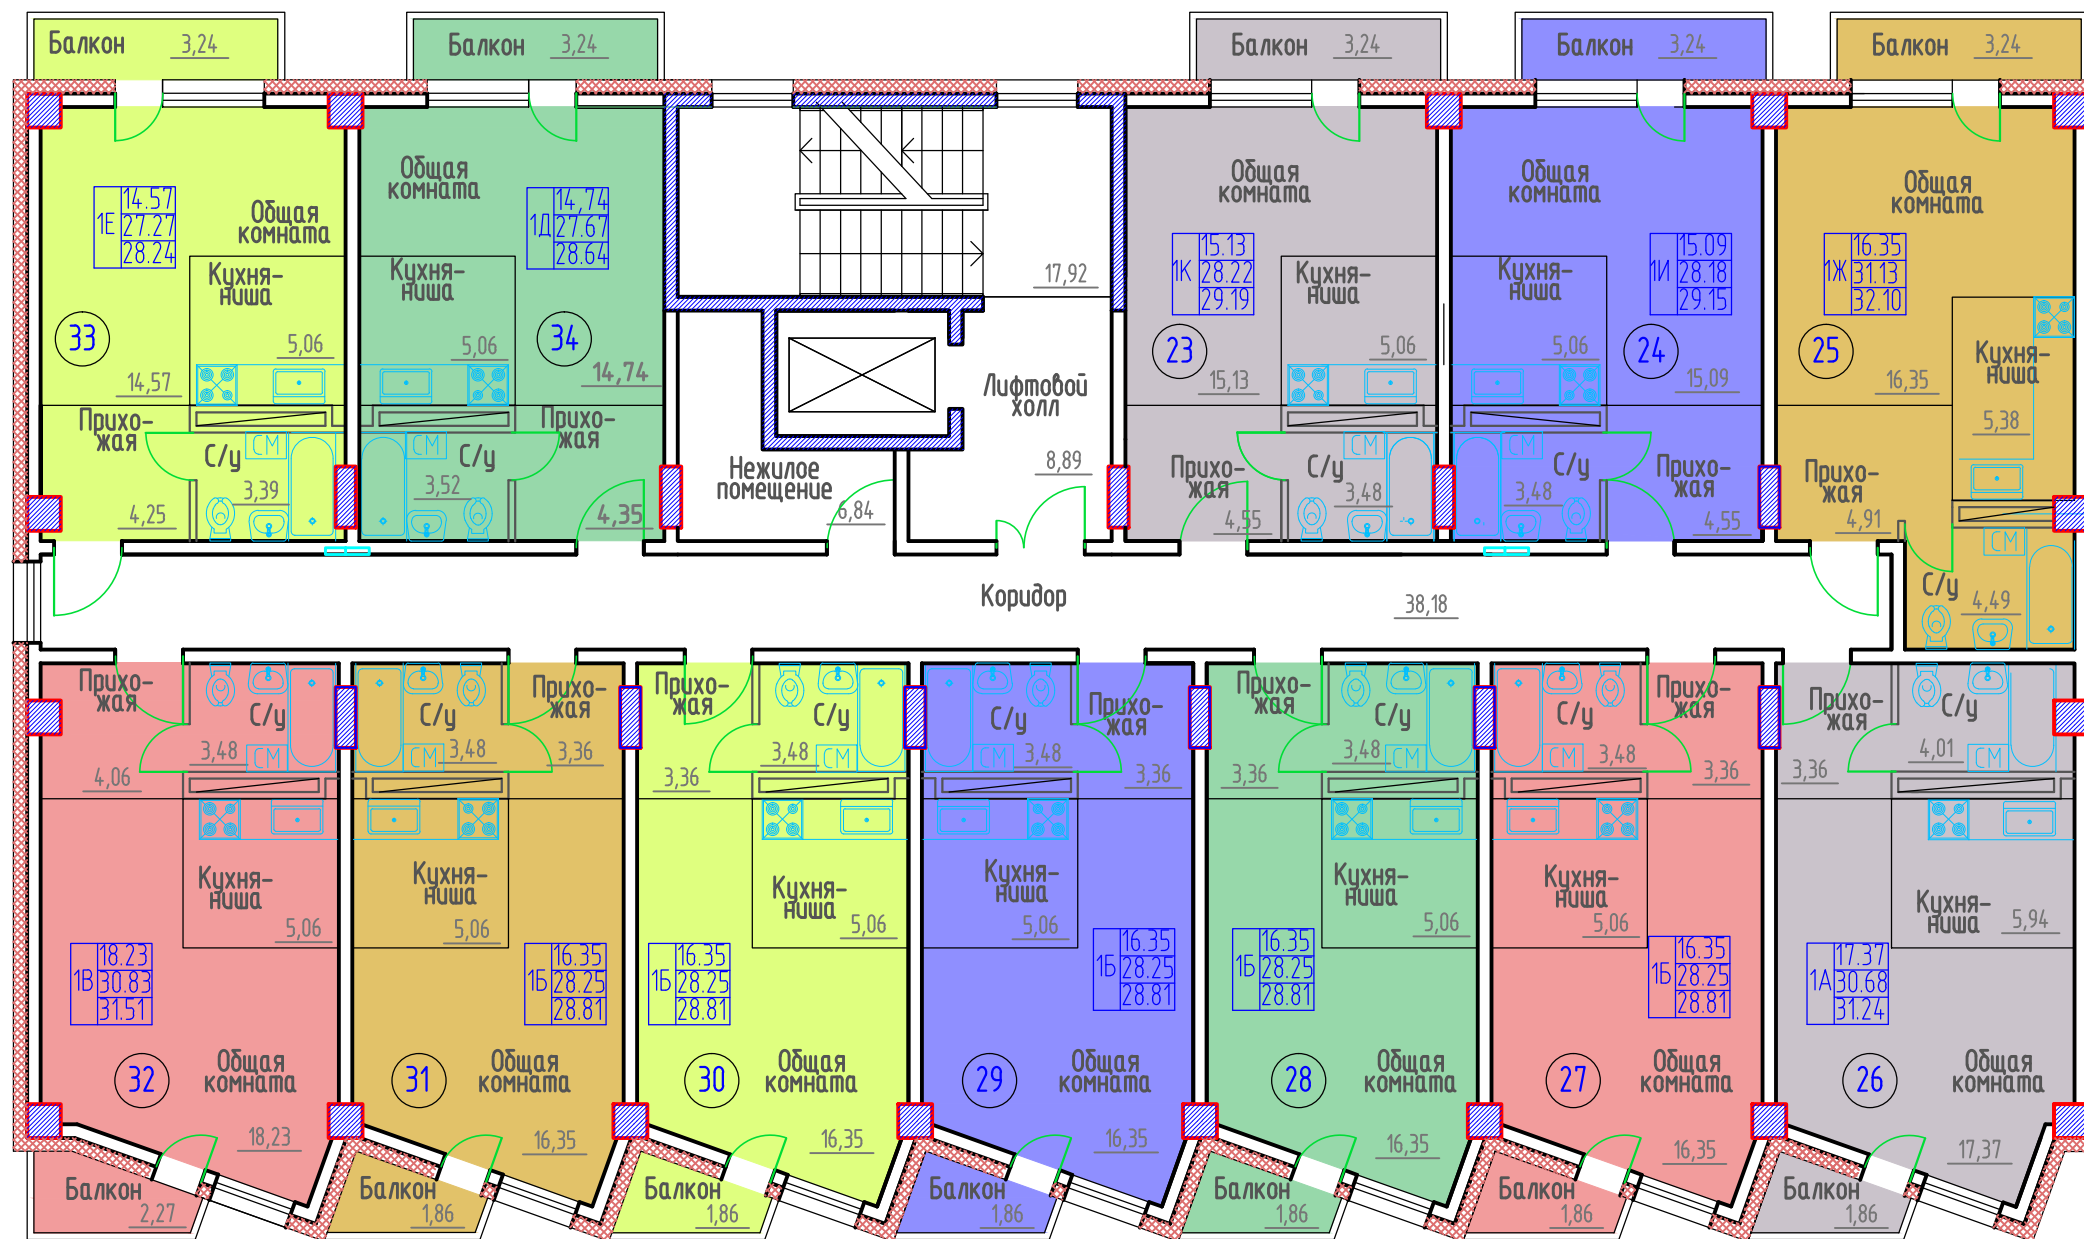 Балкон 3,24
Балкон 3,24
Балкон 3,24
Балкон 3,24
Балкон 3,24
1Е
14.57
27.27
28.24
Общая
комната
Кухня-
ниша
5,06
33
14,57
Прихо-
жая
4,25
С/у
СМ
3,39
Общая
комната
1Д
14,74
27.67
28.64
Кухня-
ниша
5,06
34
14,74
Прихо-
жая
4,35
С/у
СМ
3,52
17,92
Лифтовой
холл
8,89
Нежилое
помещение
6,84
Общая
комната
1К
15.13
28.22
29.19
Кухня-
ниша
5,06
23
15,13
Прихо-
жая
4,55
С/у
СМ
3,48
Общая
комната
1И
15.09
28.18
29.15
Кухня-
ниша
5,06
24
15,09
Прихо-
жая
4,55
С/у
СМ
3,48
Общая
комната
1Ж
16.35
31.13
32.10
25
16,35
Кухня-
ниша
5,38
Прихо-
жая
4,91
СМ
С/у
4,49
Коридор
38,18
Прихо-
жая
4,06
С/у
3,48
СМ
Кухня-
ниша
5,06
1В
18.23
30.83
31.51
32
Общая
комната
18,23
Балкон
2,27
С/у
СМ
3,48
Прихо-
жая
3,36
Кухня-
ниша
5,06
1Б
16.35
28.25
28.81
31
Общая
комната
16,35
Балкон
1,86
Прихо-
жая
3,36
С/у
3,48
СМ
Кухня-
ниша
5,06
1Б
16.35
28.25
28.81
30
Общая
комната
16,35
Балкон
1,86
С/у
СМ
3,48
Прихо-
жая
3,36
Кухня-
ниша
5,06
1Б
16.35
28.25
28.81
29
Общая
комната
16,35
Балкон
1,86
Прихо-
жая
3,36
С/у
3,48
СМ
Кухня-
ниша
5,06
1Б
16.35
28.25
28.81
28
Общая
комната
16,35
Балкон
1,86
С/у
СМ
3,48
Прихо-
жая
3,36
Кухня-
ниша
5,06
1Б
16.35
28.25
28.81
27
Общая
комната
16,35
Балкон
1,86
Прихо-
жая
3,36
С/у
4,01
СМ
Кухня-
ниша
5,94
1А
17.37
30.68
31.24
26
Общая
комната
17,37
Балкон
1,86